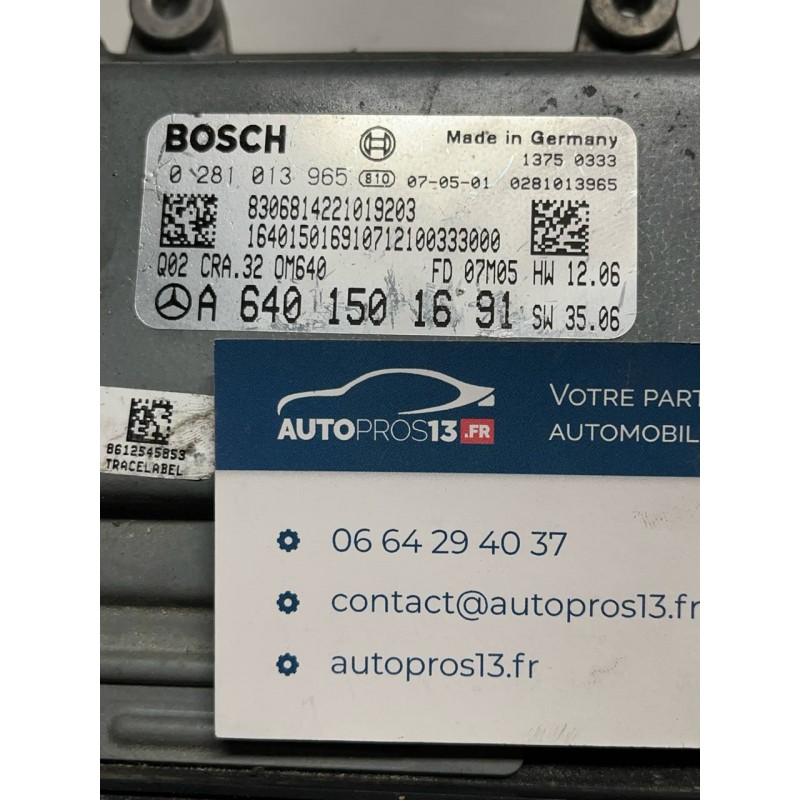 BOSCH
Made in Germany
1375 0333
0 281 013 965 810 07-05-01 0281013965
8306814221019203
164015016910712100333000
Q02 CRA.32 OM640 FD 07M05 HW 12.06
A 640 150 16 91 SW 35.06
8612545853
TRACELABEL
AUTOPROS13.FR
VOTRE PART
AUTOMOBIL
06 64 29 40 37
contact@autopros13.fr
autopros13.fr